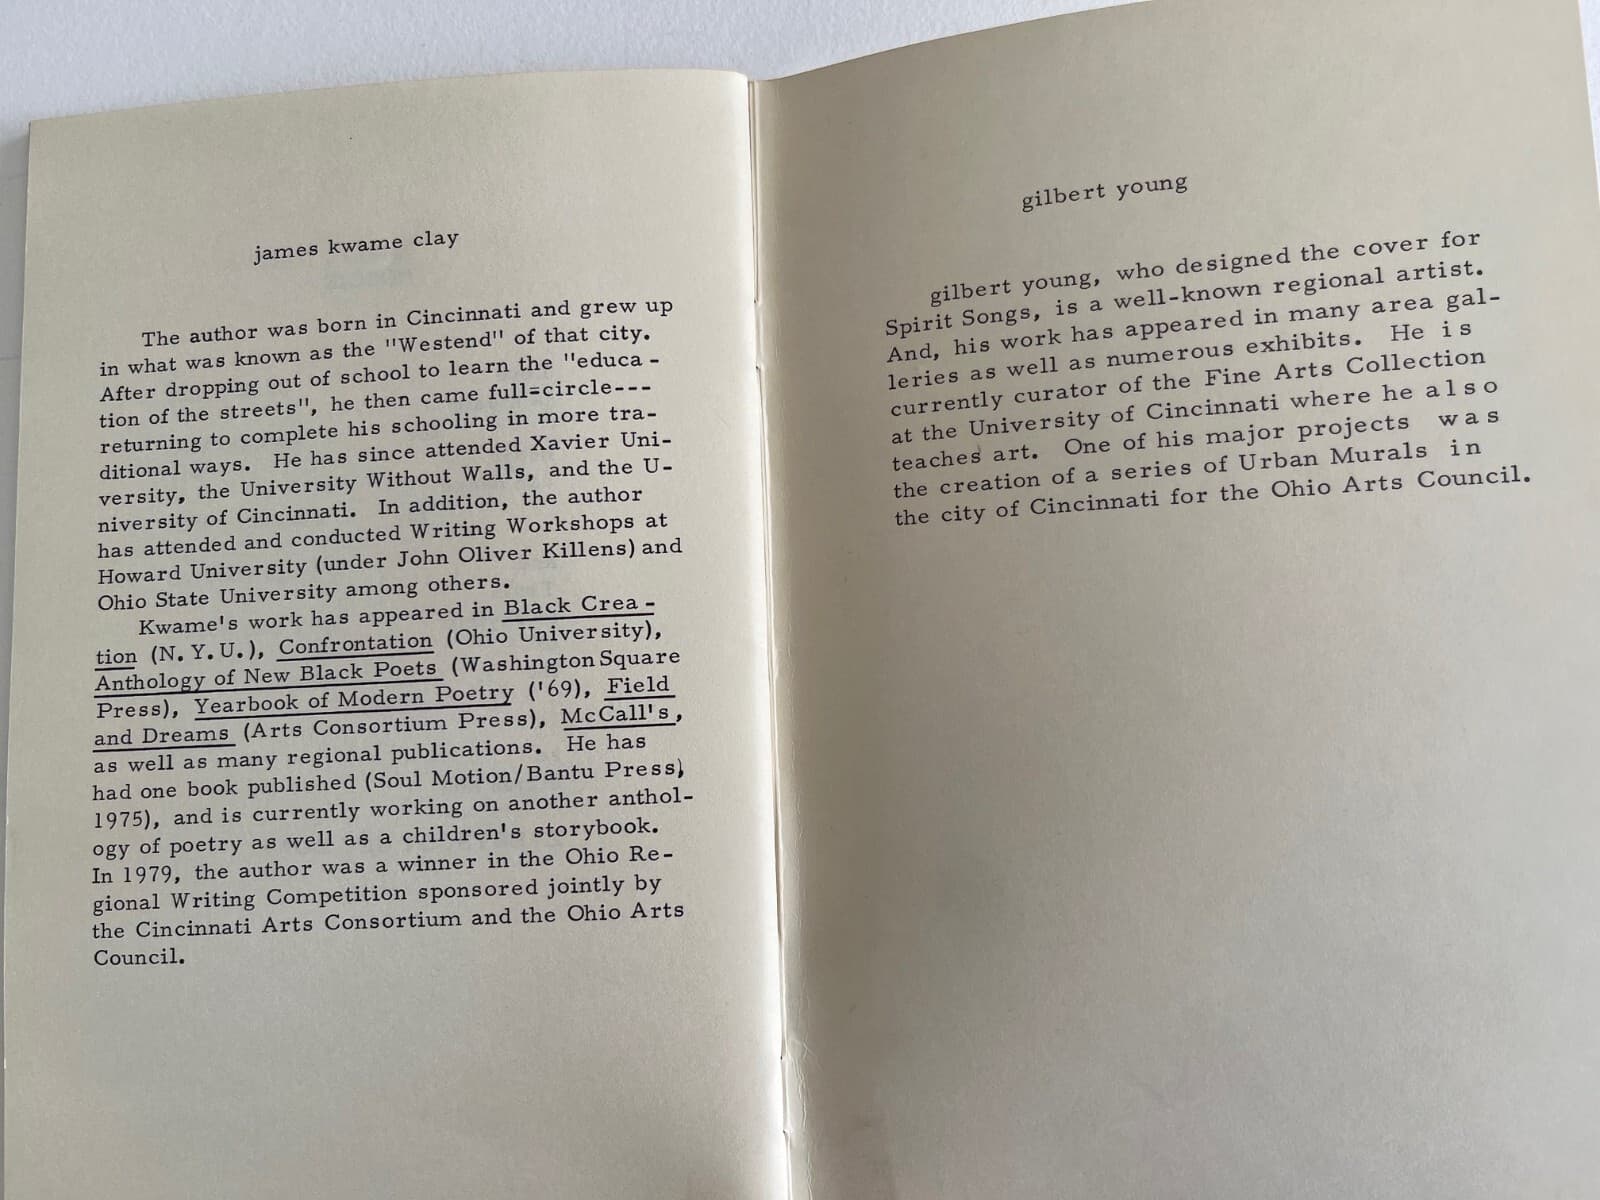 james kwame clay
The author was born in Cincinnati and grew up
in what was known as the "Westend" of that city.
After dropping out of school to learn the "educa -
tion of the streets", he then came full=circle---
returning to complete his schooling in more tra-
ditional ways. He has since attended Xavier Uni-
versity, the University Without Walls, and the U-
niversity of Cincinnati. In addition, the author
has attended and conducted Writing Workshops at
Howard University (under John Oliver Killens) and
Ohio State University among others.
Kwame's work has appeared in Black Crea -
tion (N.Y.U.), Confrontation (Ohio University),
Anthology of New Black Poets (Washington Square
Press), Yearbook of Modern Poetry ('69), Field
and Dreams (Arts Consortium Press), McCall's,
as well as many regional publications. He has
had one book published (Soul Motion/Bantu Press,
1975), and is currently working on another anthol-
ogy of poetry as well as a children's storybook.
In 1979, the author was a winner in the Ohio Re-
gional Writing Competition sponsored jointly by
the Cincinnati Arts Consortium and the Ohio Arts
Council.
gilbert young
gilbert young, who designed the cover for
Spirit Songs, is a well-known regional artist.
And, his work has appeared in many area gal-
leries as well as numerous exhibits. He is
currently curator of the Fine Arts Collection
at the University of Cincinnati where he also
teaches art. One of his major projects was
the creation of a series of Urban Murals in
the city of Cincinnati for the Ohio Arts Council.